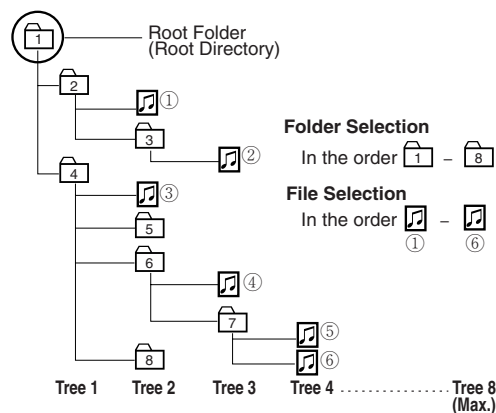 1
Root Folder
(Root Directory)
2
①
3
②
4
③
5
6
④
7
⑤
⑥
8
Folder Selection
In the order 1 – 8
File Selection
In the order –
① ⑥
Tree 1 Tree 2 Tree 3 Tree 4 .............. Tree 8
(Max.)